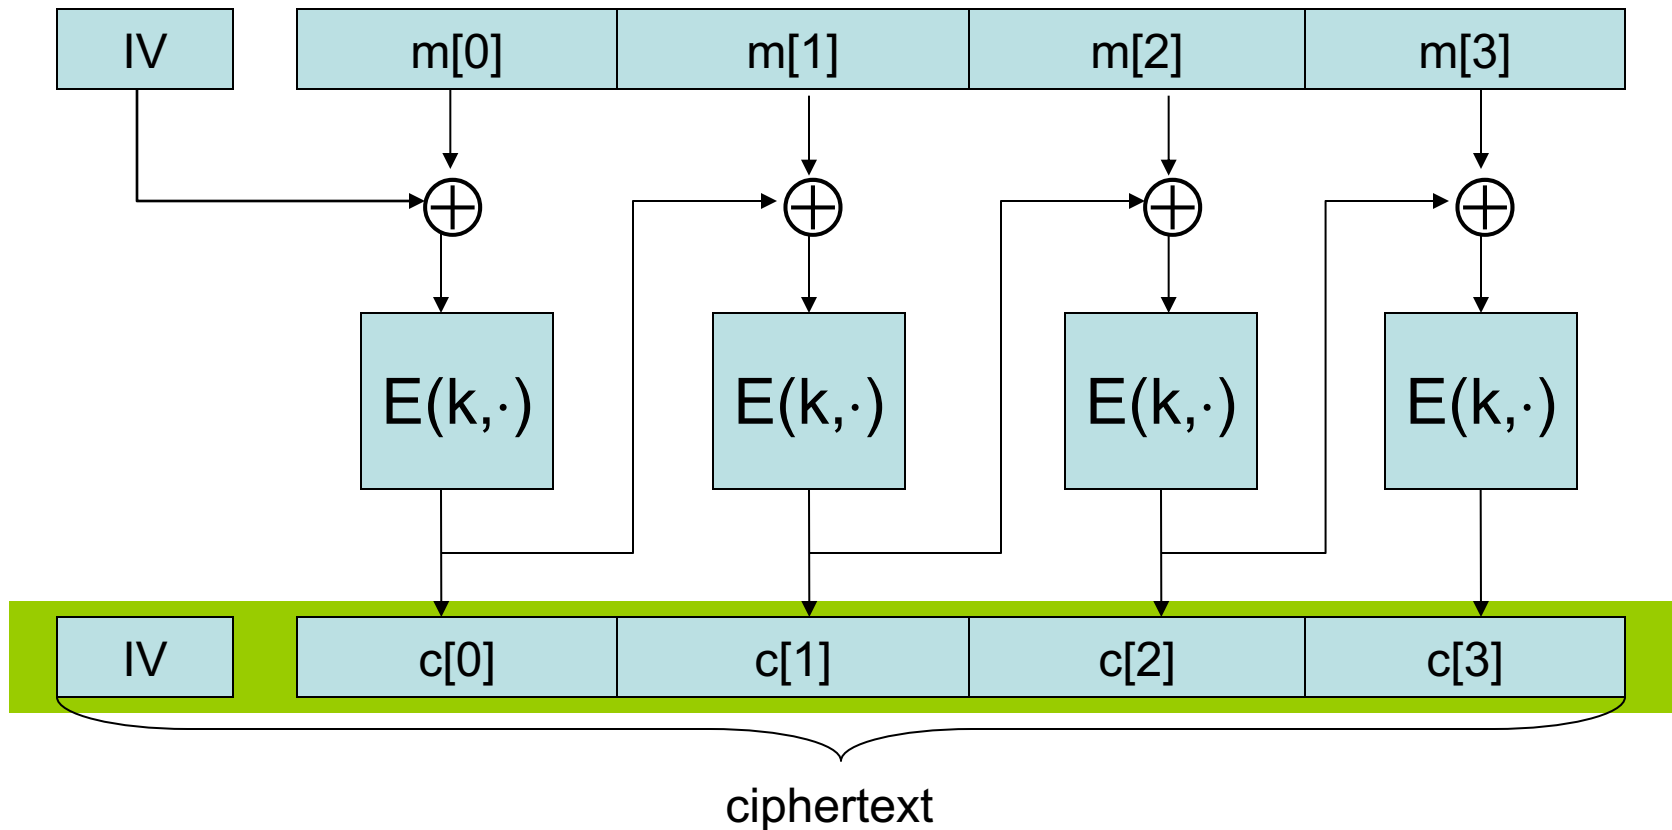 IV m[0] m[1] m[2] m[3]
E(k,·) E(k,·) E(k,·) E(k,·)
IV c[0] c[1] c[2] c[3]
ciphertext